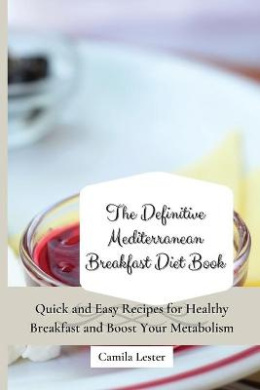 The Definitive
Mediterranean
Breakfast Diet Book
Quick and Easy Recipes for Healthy
Breakfast and Boost Your Metabolism
Camila Lester